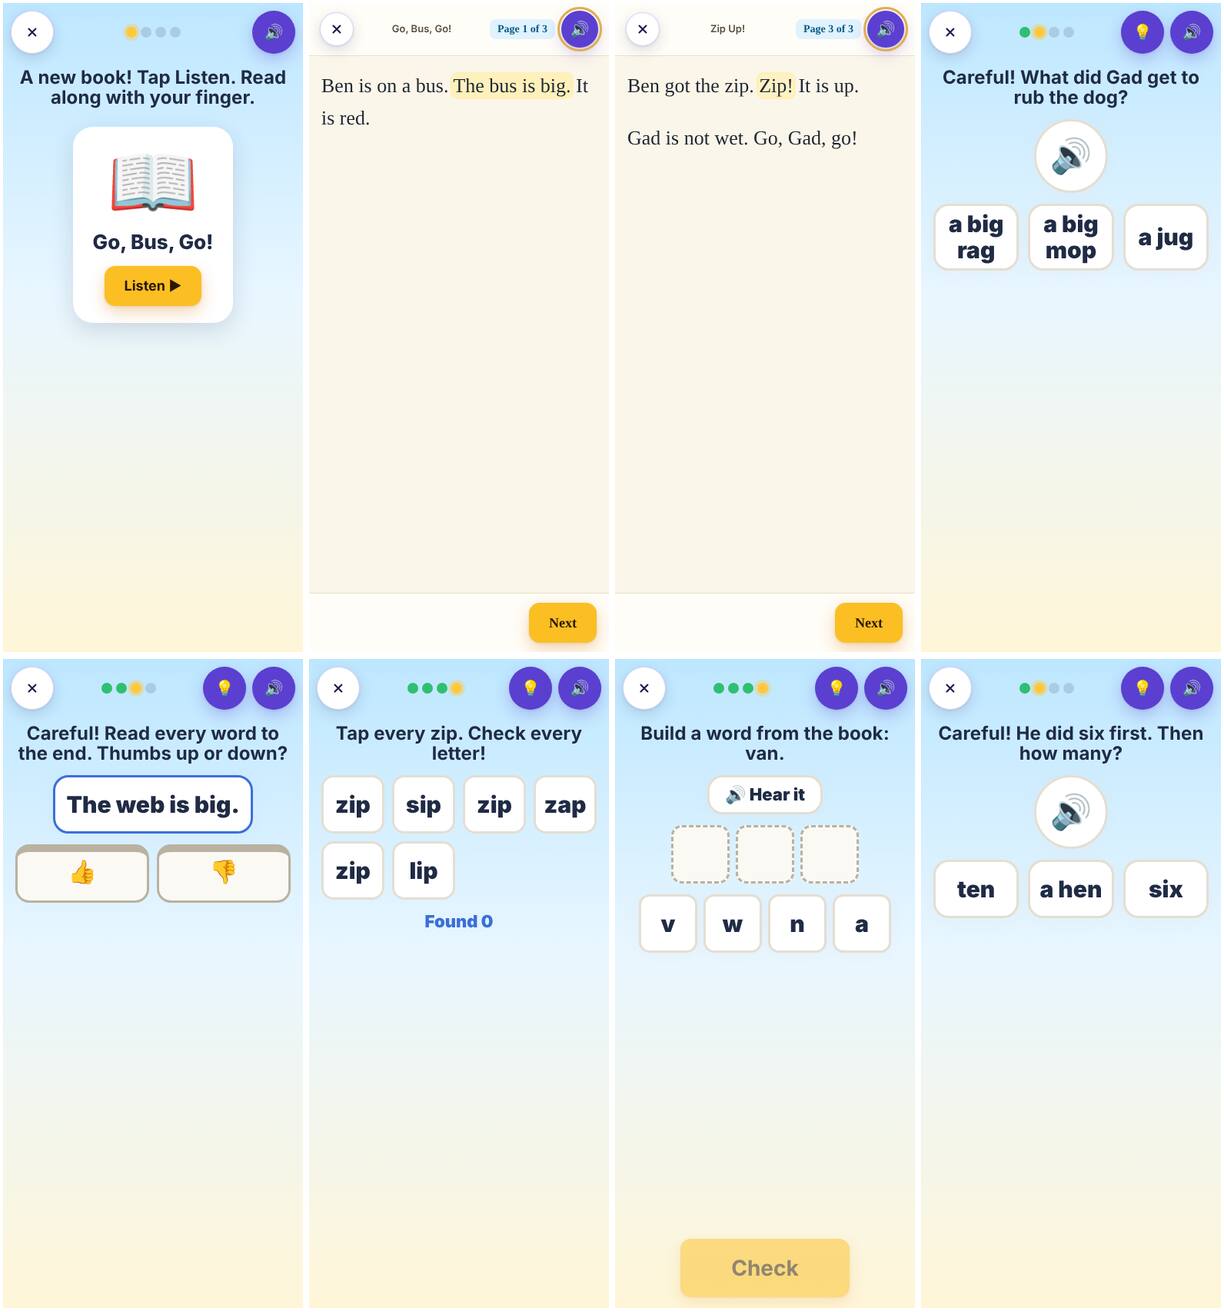 A new book! Tap Listen. Read
along with your finger.
Go, Bus, Go!
Listen ▶
Go, Bus, Go!
Page 1 of 3
Ben is on a bus. The bus is big. It
is red.
Next
Zip Up!
Page 3 of 3
Ben got the zip. Zip! It is up.
Gad is not wet. Go, Gad, go!
Next
Careful! What did Gad get to
rub the dog?
a big
rag
a big
mop
a jug
Careful! Read every word to
the end. Thumbs up or down?
The web is big.
Tap every zip. Check every
letter!
zip
sip
zip
zap
zip
lip
Found 0
Build a word from the book:
van.
Hear it
v
w
n
a
Check
Careful! He did six first. Then
how many?
ten
a hen
six